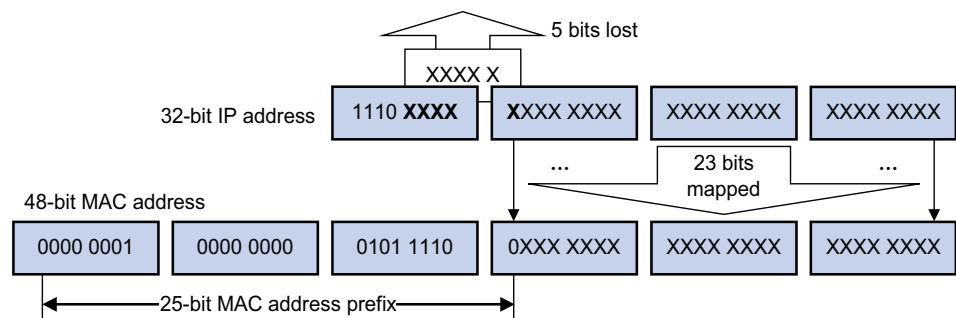 5 bits lost
XXXX X
32-bit IP address
1110 XXXX
XXXX XXXX
XXXX XXXX
XXXX XXXX
...
23 bits
mapped
...
48-bit MAC address
0000 0001
0000 0000
0101 1110
0XXX XXXX
XXXX XXXX
XXXX XXXX
25-bit MAC address prefix